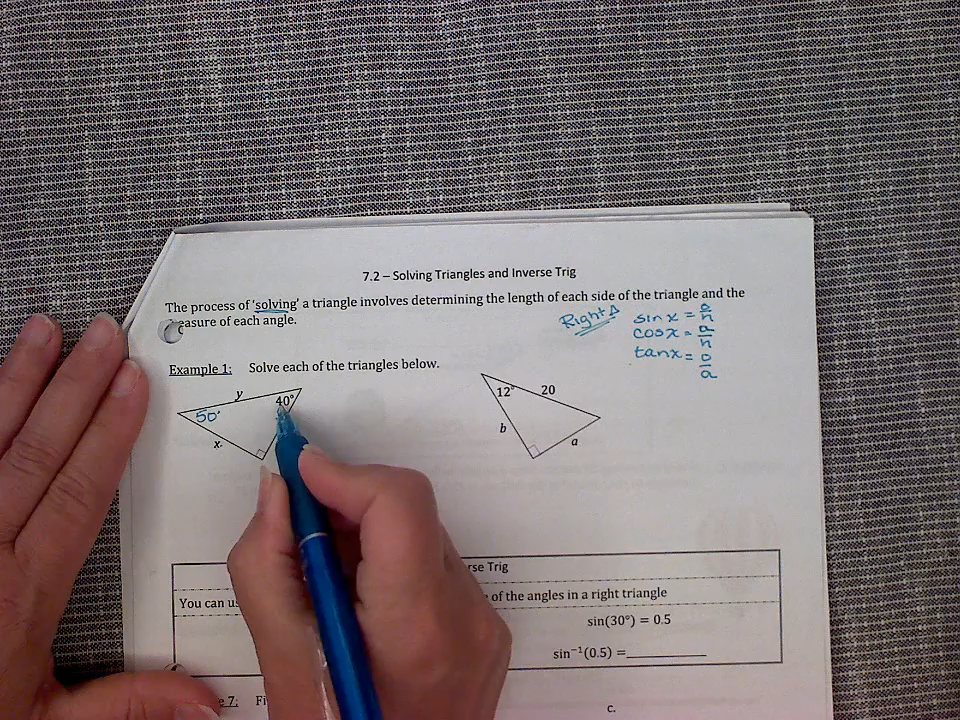 7.2 – Solving Triangles and Inverse Trig
The process of 'solving' a triangle involves determining the length of each side of the triangle and the
easure of each angle.
Right Δ
sin x = o/h
cos x = a/h
tan x = o/a
Example 1: Solve each of the triangles below.
y
40°
50°
x
12°
20
b
a
rse Trig
You can us
of the angles in a right triangle
sin(30°) = 0.5
sin⁻¹(0.5) =__________
e 7: Fi
c.